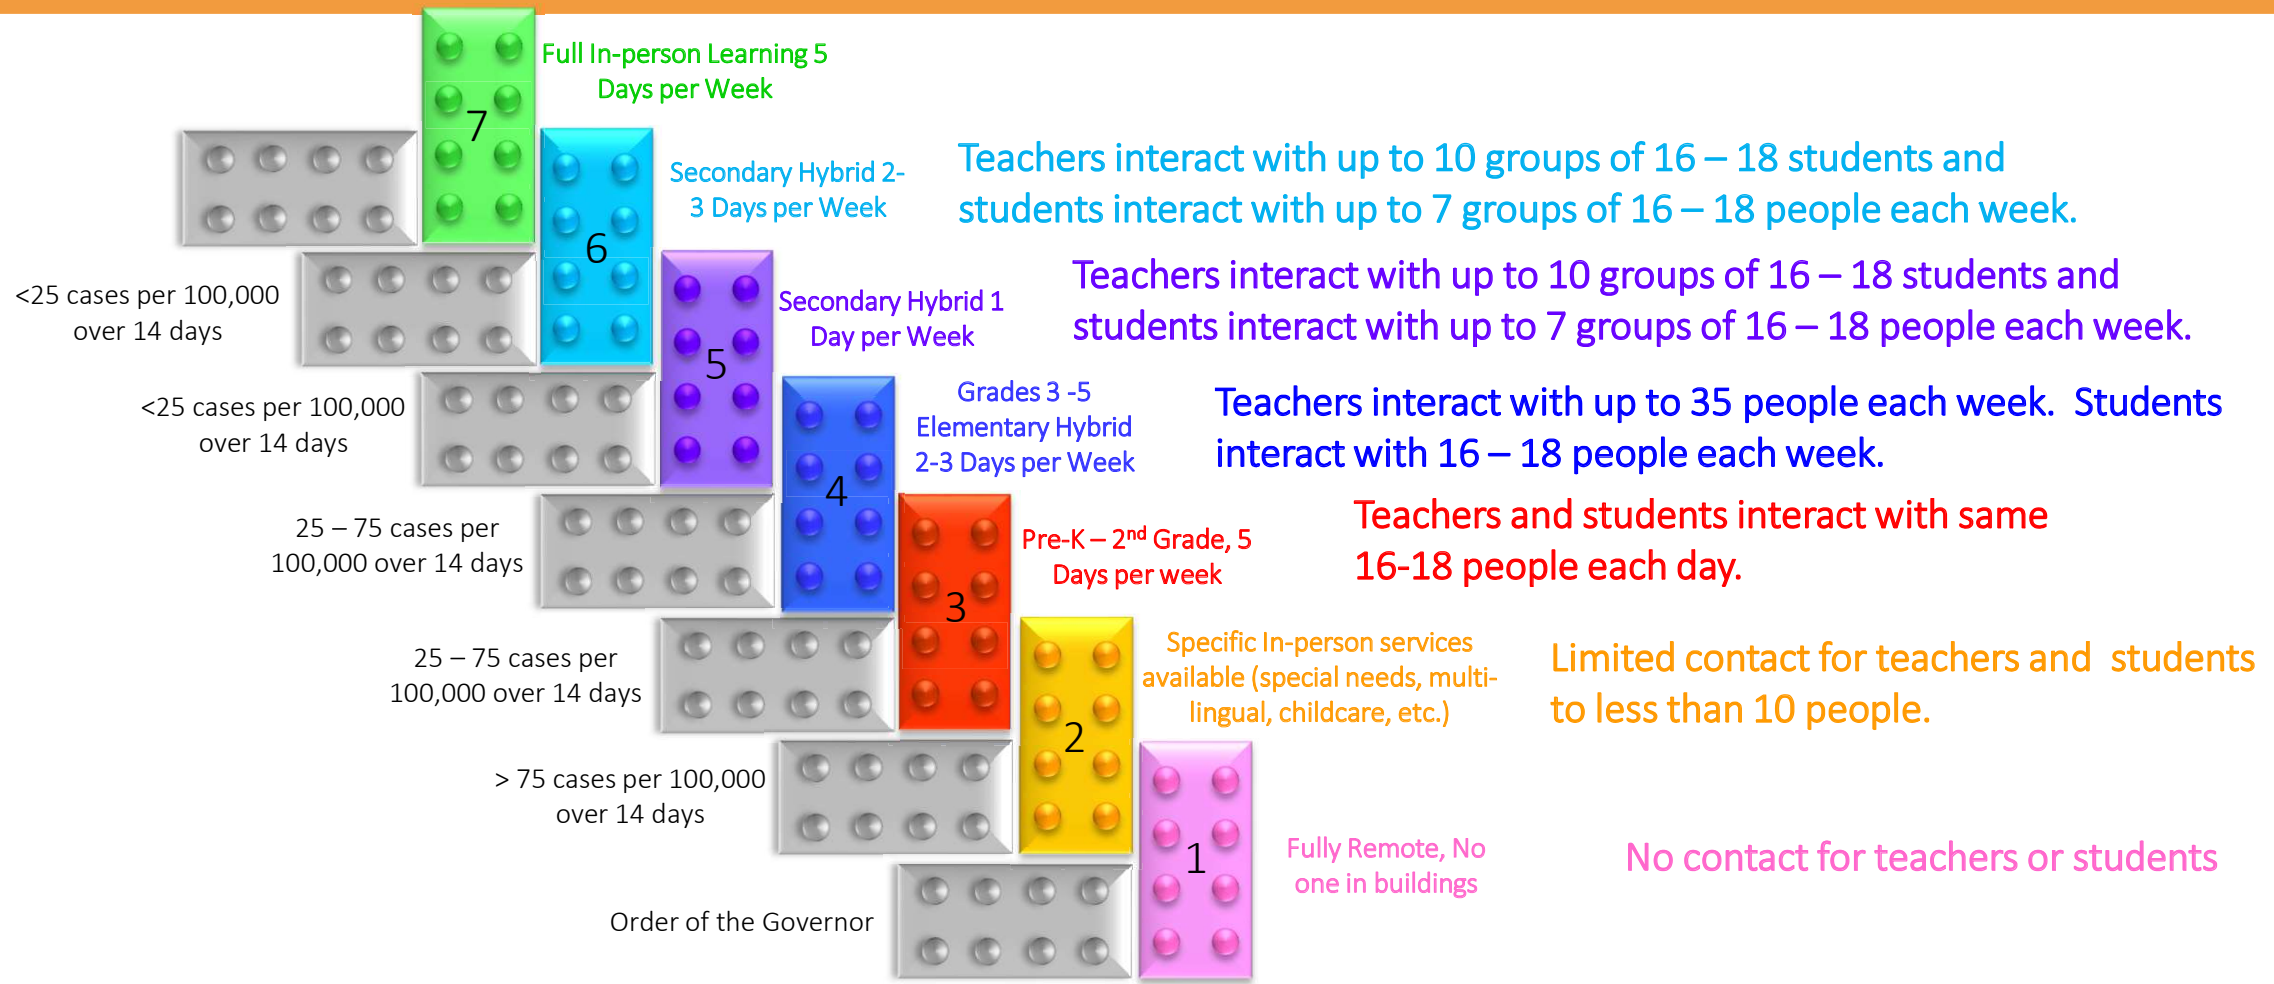 Full In-person Learning 5
Days per Week
7
Secondary Hybrid 2-
3 Days per Week
6
Teachers interact with up to 10 groups of 16 – 18 students and
students interact with up to 7 groups of 16 – 18 people each week.
<25 cases per 100,000
over 14 days
Secondary Hybrid 1
Day per Week
5
Teachers interact with up to 10 groups of 16 – 18 students and
students interact with up to 7 groups of 16 – 18 people each week.
<25 cases per 100,000
over 14 days
Grades 3 -5
Elementary Hybrid
2-3 Days per Week
4
Teachers interact with up to 35 people each week.  Students
interact with 16 – 18 people each week.
25 – 75 cases per
100,000 over 14 days
Pre-K – 2nd Grade, 5
Days per week
3
Teachers and students interact with same
16-18 people each day.
25 – 75 cases per
100,000 over 14 days
Specific In-person services
available (special needs, multi-
lingual, childcare, etc.)
2
Limited contact for teachers and  students
to less than 10 people.
> 75 cases per 100,000
over 14 days
1
Fully Remote, No
one in buildings
No contact for teachers or students
Order of the Governor